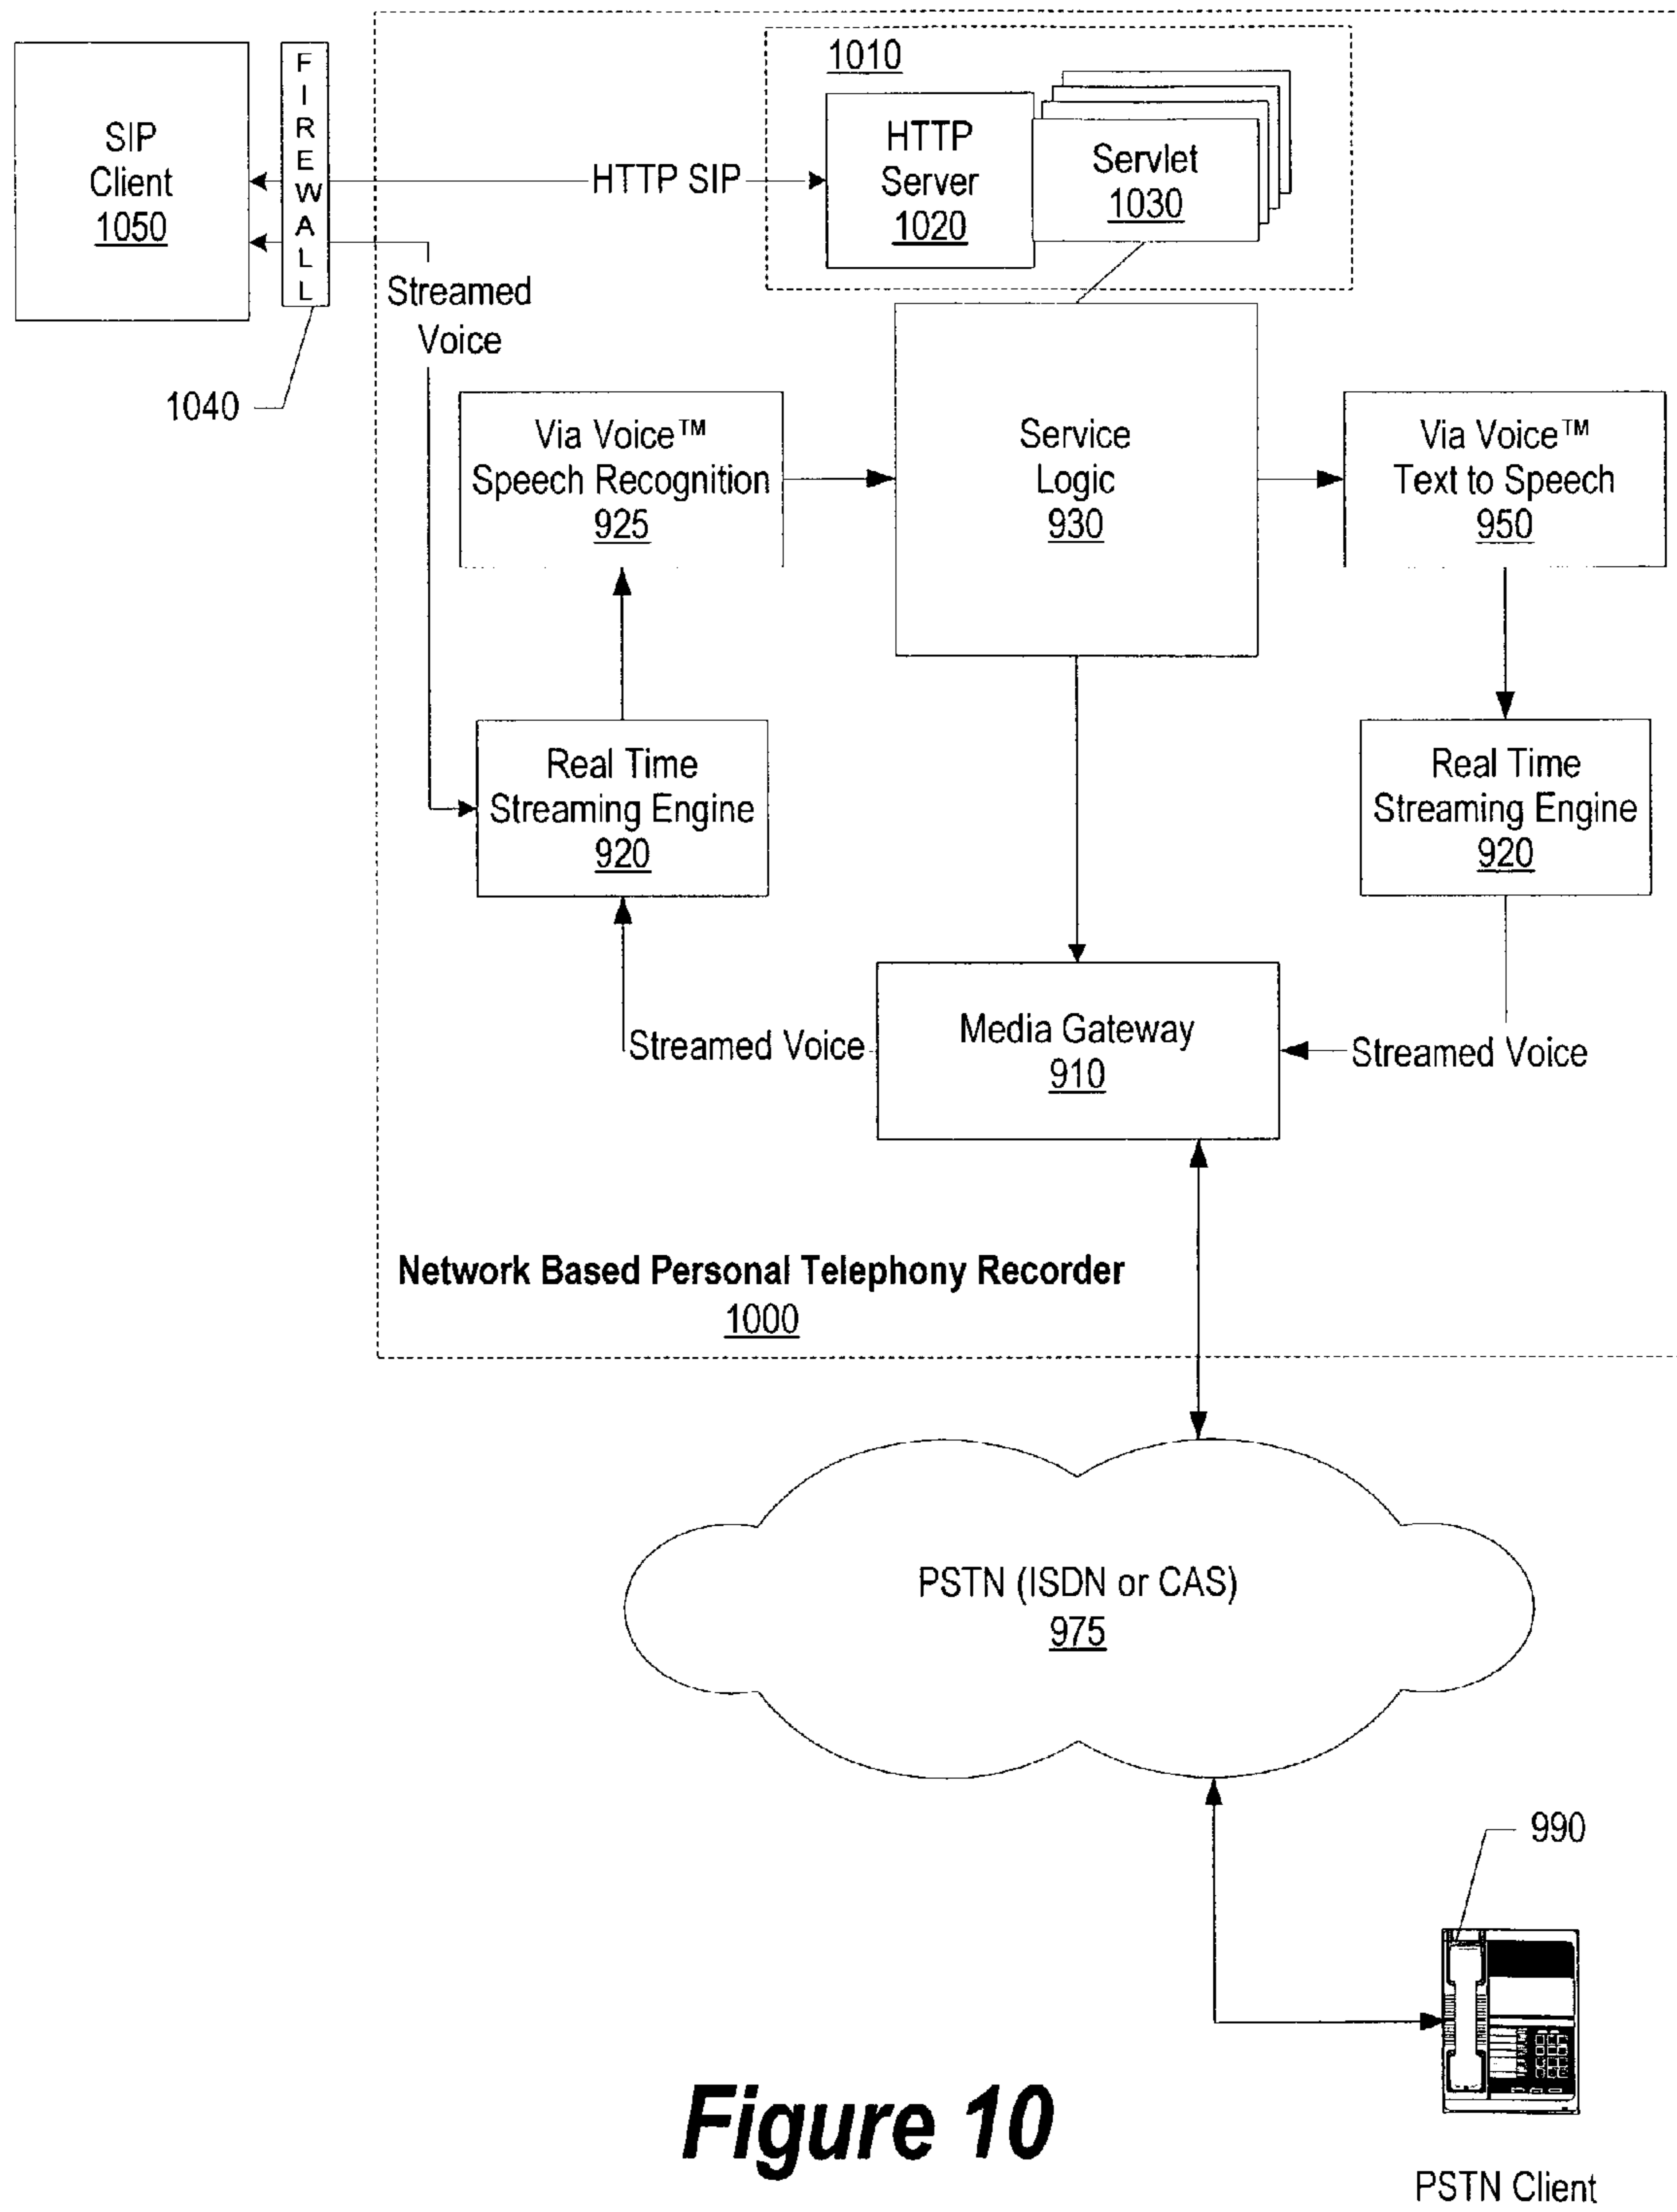 1010
FIREWALL
SIP
Client
1050
HTTP
Server
1020
Servlet
1030
HTTP SIP
Streamed
Voice
1040
Via Voice™
Speech Recognition
925
Service
Logic
930
Via Voice™
Text to Speech
950
Real Time
Streaming Engine
920
Real Time
Streaming Engine
920
Streamed Voice
Media Gateway
910
Streamed Voice
Network Based Personal Telephony Recorder
1000
PSTN (ISDN or CAS)
975
990
Figure 10
PSTN Client